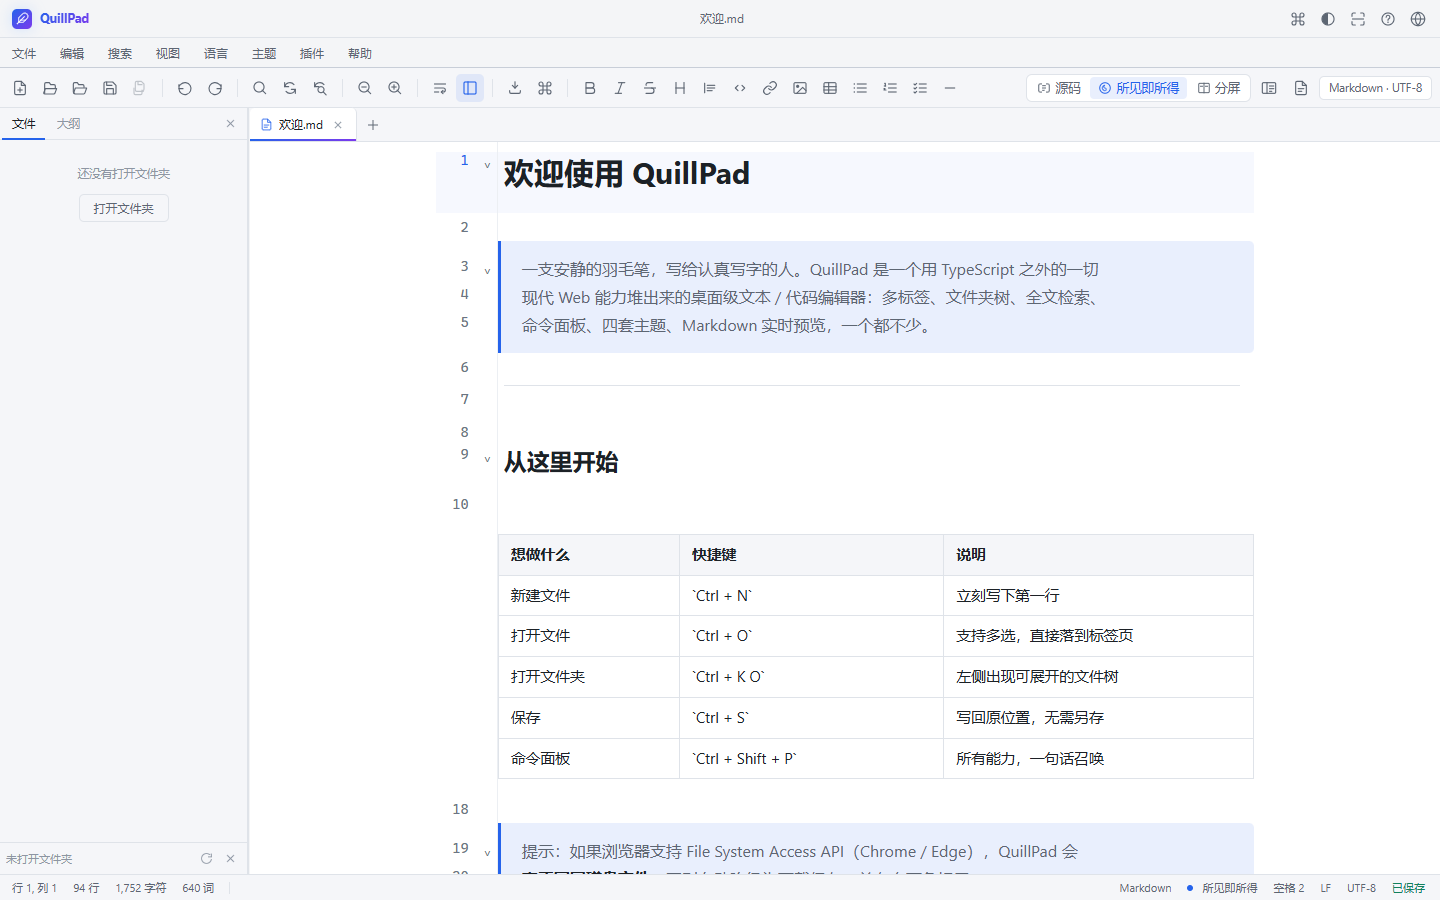 QuillPad
欢迎.md
文件 编辑 搜索 视图 语言 主题 插件 帮助
源码 所见即所得 分屏 Markdown · UTF-8
文件 大纲
欢迎.md
还没有打开文件夹
打开文件夹
1 欢迎使用 QuillPad
2
3 一支安静的羽毛笔，写给认真写字的人。QuillPad 是一个用 TypeScript 之外的一切
4 现代 Web 能力堆出来的桌面级文本 / 代码编辑器：多标签、文件夹树、全文检索、
5 命令面板、四套主题、Markdown 实时预览，一个都不少。
6
7
8
9 从这里开始
10
想做什么 快捷键 说明
新建文件 `Ctrl + N` 立刻写下第一行
打开文件 `Ctrl + O` 支持多选，直接落到标签页
打开文件夹 `Ctrl + K O` 左侧出现可展开的文件树
保存 `Ctrl + S` 写回原位置，无需另存
命令面板 `Ctrl + Shift + P` 所有能力，一句话召唤
18
19 提示：如果浏览器支持 File System Access API（Chrome / Edge），QuillPad 会
未打开文件夹
行 1, 列 1 94 行 1,752 字符 640 词
Markdown 所见即所得 空格 2 LF UTF-8 已保存